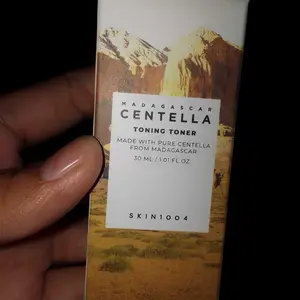 MADAGASCAR
CENTELLA
TONING TONER
MADE WITH PURE CENTELLA
FROM MADAGASCAR
30 ML / 1.01 FL.OZ.
SKIN1004